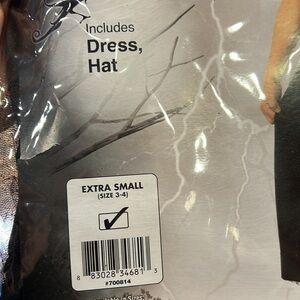 Includes
Dress,
Hat
EXTRA SMALL
(SIZE 3-4)
8 83028 34681 3
#700814